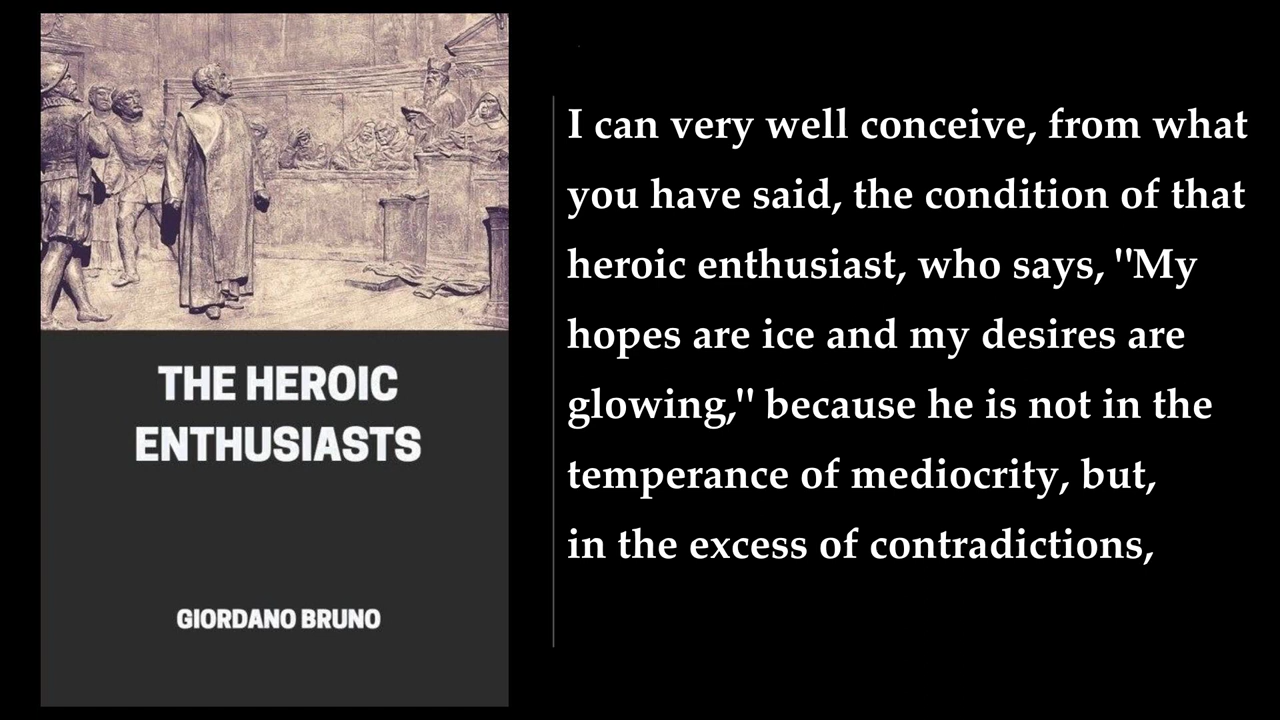 THE HEROIC
ENTHUSIASTS
GIORDANO BRUNO
I can very well conceive, from what
you have said, the condition of that
heroic enthusiast, who says, "My
hopes are ice and my desires are
glowing," because he is not in the
temperance of mediocrity, but,
in the excess of contradictions,